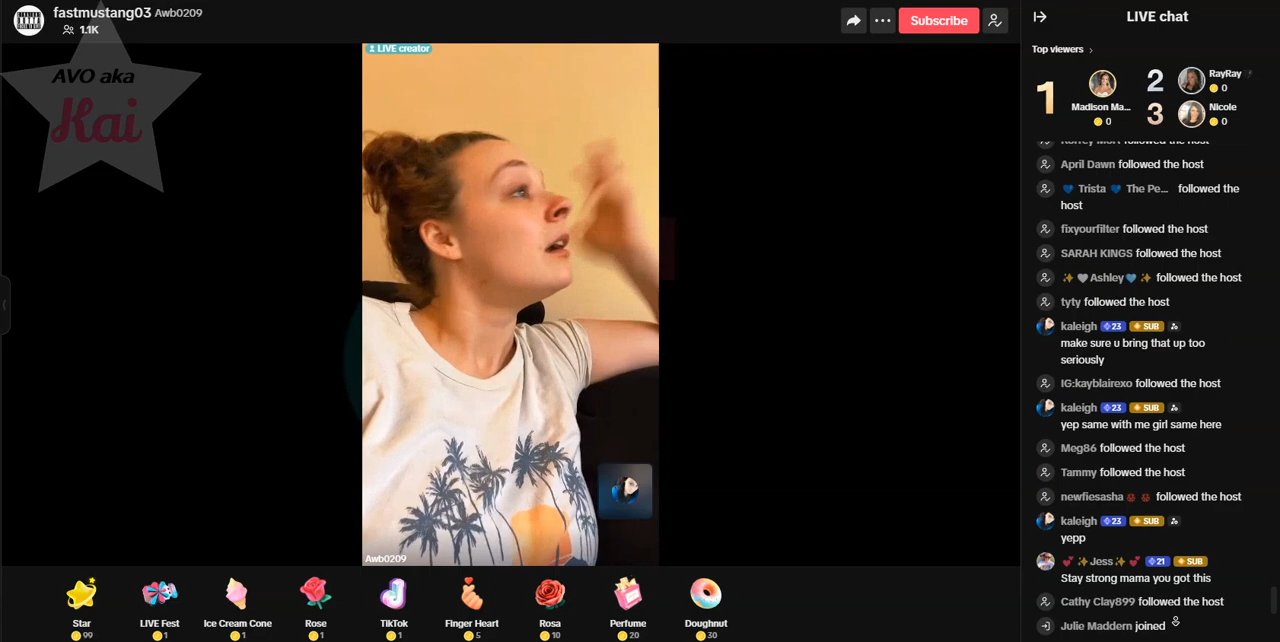 fastmustang03 Awb0209
1.1K
Subscribe
AVO aka
Kai
LIVE creator
Awb0209
Star
99
LIVE Fest
1
Ice Cream Cone
1
Rose
1
TikTok
1
Finger Heart
5
Rosa
10
Perfume
20
Doughnut
30
LIVE chat
Top viewers
1
Madison Ma...
0
2
RayRay
0
3
Nicole
0
followed the host
April Dawn followed the host
Trista The Pe... followed the
host
fixyourfilter followed the host
SARAH KINGS followed the host
Ashley followed the host
tyty followed the host
kaleigh 23 SUB
make sure u bring that up too
seriously
IG:kayblairexo followed the host
kaleigh 23 SUB
yep same with me girl same here
Meg86 followed the host
Tammy followed the host
newfiesasha followed the host
kaleigh 23 SUB
yepp
Jess 21 SUB
Stay strong mama you got this
Cathy Clay899 followed the host
Julie Maddern joined